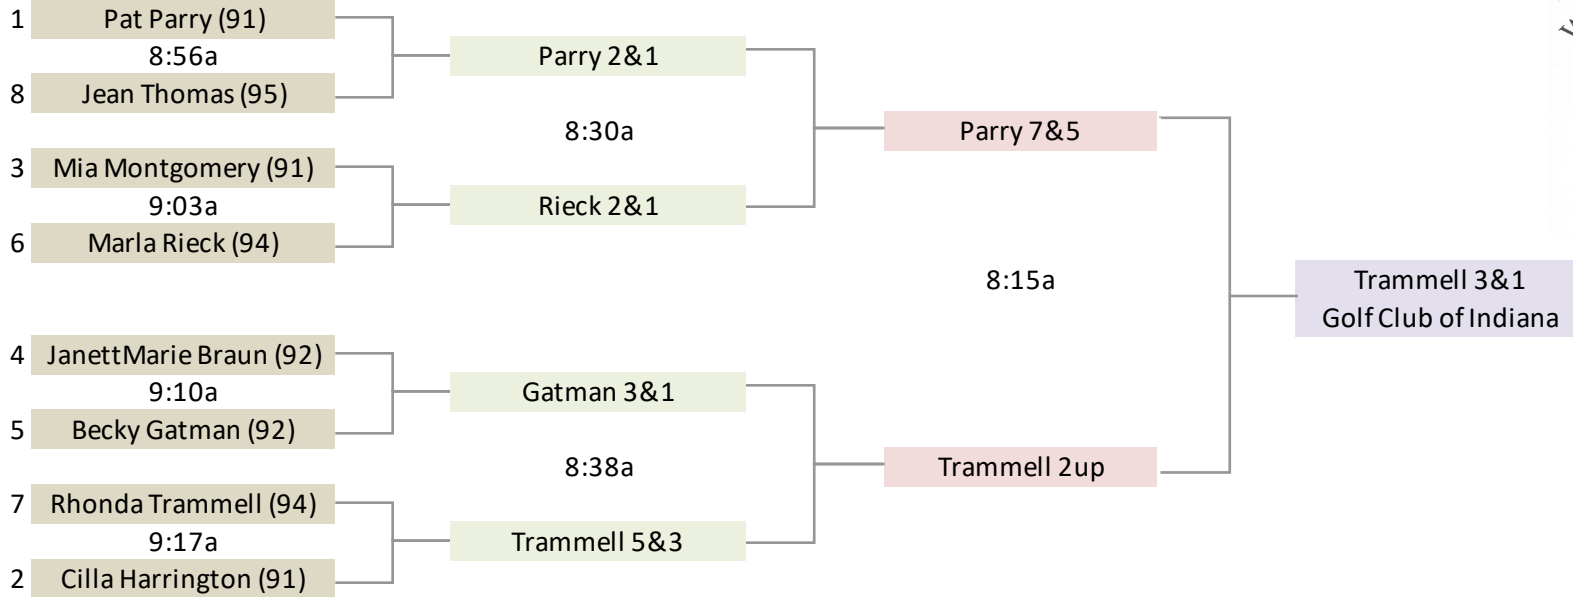 1 Pat Parry (91)
8:56a
8 Jean Thomas (95)
Parry 2&1
8:30a
3 Mia Montgomery (91)
9:03a
6 Marla Rieck (94)
Rieck 2&1
Parry 7&5
8:15a
Trammell 3&1
Golf Club of Indiana
4 JanettMarie Braun (92)
9:10a
5 Becky Gatman (92)
Gatman 3&1
8:38a
7 Rhonda Trammell (94)
9:17a
2 Cilla Harrington (91)
Trammell 5&3
Trammell 2up